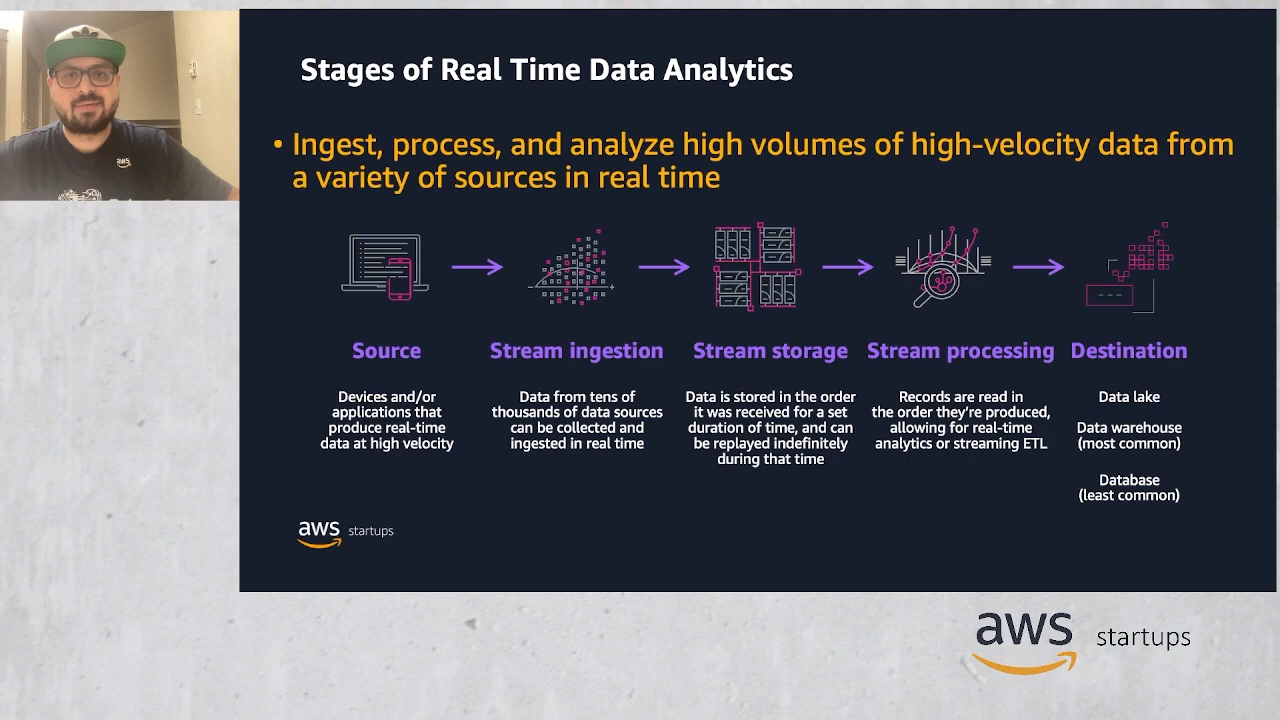 aws
Stages of Real Time Data Analytics
• Ingest, process, and analyze high volumes of high-velocity data from
a variety of sources in real time
Source
Devices and/or
applications that
produce real-time
data at high velocity
Stream ingestion
Data from tens of
thousands of data sources
can be collected and
ingested in real time
Stream storage
Data is stored in the order
it was received for a set
duration of time, and can
be replayed indefinitely
during that time
Stream processing
Records are read in
the order they're produced,
allowing for real-time
analytics or streaming ETL
Destination
Data lake
Data warehouse
(most common)
Database
(least common)
aws startups
aws startups